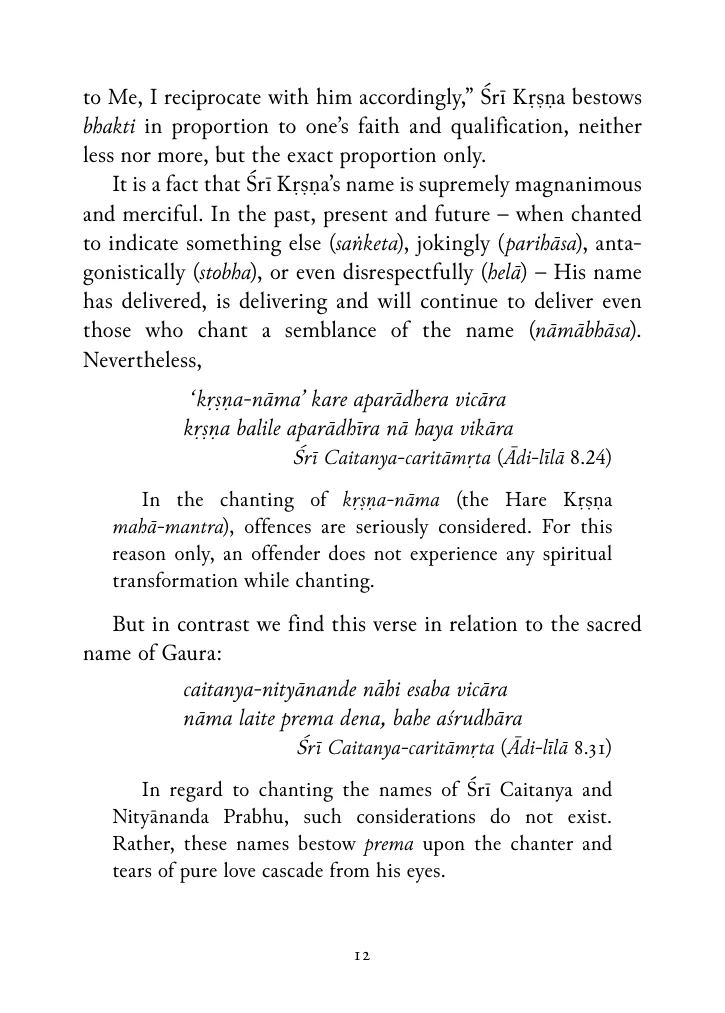 to Me, I reciprocate with him accordingly,” Śrī Kṛṣṇa bestows
bhakti in proportion to one’s faith and qualification, neither
less nor more, but the exact proportion only.
It is a fact that Śrī Kṛṣṇa’s name is supremely magnanimous
and merciful. In the past, present and future – when chanted
to indicate something else (saṅketa), jokingly (parihāsa), anta-
gonistically (stobha), or even disrespectfully (helā) – His name
has delivered, is delivering and will continue to deliver even
those who chant a semblance of the name (nāmābhāsa).
Nevertheless,
‘kṛṣṇa-nāma’ kare aparādhera vicāra
kṛṣṇa balile aparādhīra nā haya vikāra
Śrī Caitanya-caritāmṛta (Ādi-līlā 8.24)
In the chanting of kṛṣṇa-nāma (the Hare Kṛṣṇa
mahā-mantra), offences are seriously considered. For this
reason only, an offender does not experience any spiritual
transformation while chanting.
But in contrast we find this verse in relation to the sacred
name of Gaura:
caitanya-nityānande nāhi esaba vicāra
nāma laite prema dena, bahe aśrudhāra
Śrī Caitanya-caritāmṛta (Ādi-līlā 8.31)
In regard to chanting the names of Śrī Caitanya and
Nityānanda Prabhu, such considerations do not exist.
Rather, these names bestow prema upon the chanter and
tears of pure love cascade from his eyes.
12